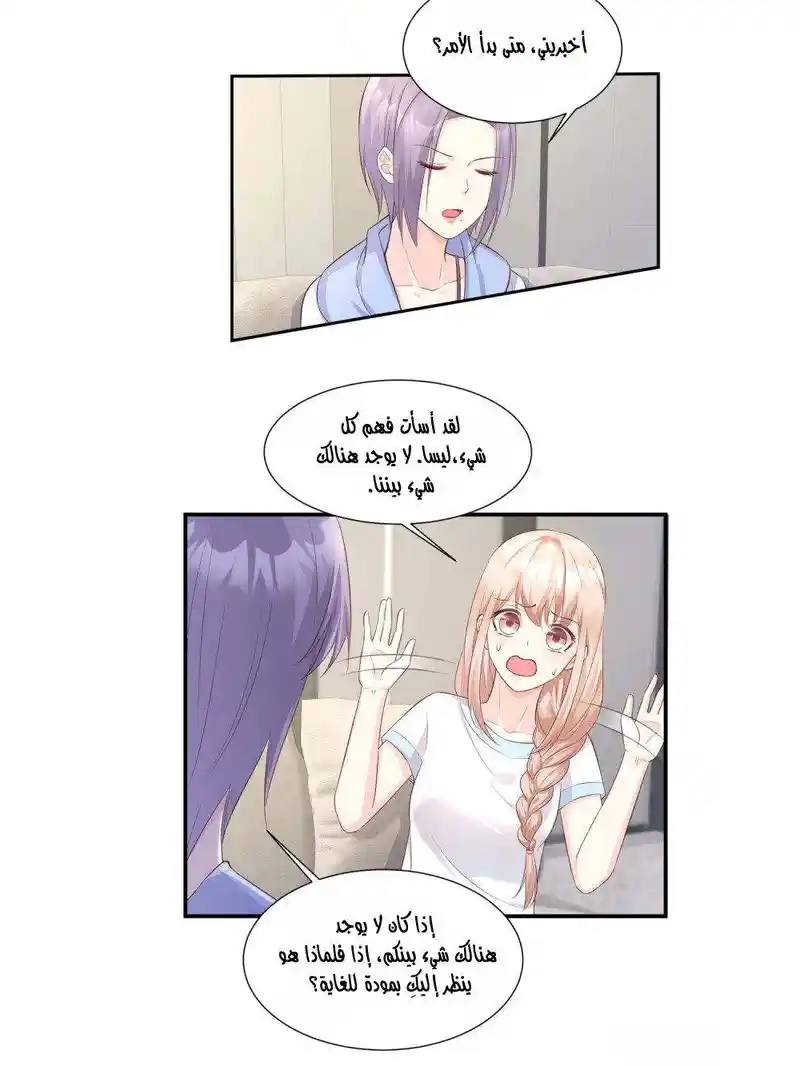 أخبريني، متى بدأ الأمر؟
لقد أسأت فهم كل
شيء،ليسا. لا يوجد هنالك
شيء بيننا.
إذا كان لا يوجد
هنالك شيء بينكم، إذا فلماذا هو
ينظر إليكِ بمودة للغاية؟